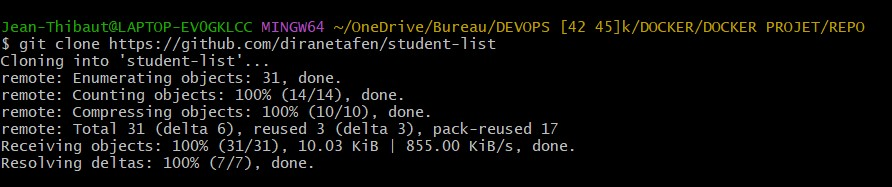 Jean-Thibaut@LAPTOP-EVOGKLCC MINGW64 ~/OneDrive/Bureau/DEVOPS [42 45]k/DOCKER/DOCKER PROJET/REPO
$ git clone https://github.com/diranetafen/student-list
Cloning into 'student-list'...
remote: Enumerating objects: 31, done.
remote: Counting objects: 100% (14/14), done.
remote: Compressing objects: 100% (10/10), done.
remote: Total 31 (delta 6), reused 3 (delta 3), pack-reused 17
Receiving objects: 100% (31/31), 10.03 KiB | 855.00 KiB/s, done.
Resolving deltas: 100% (7/7), done.